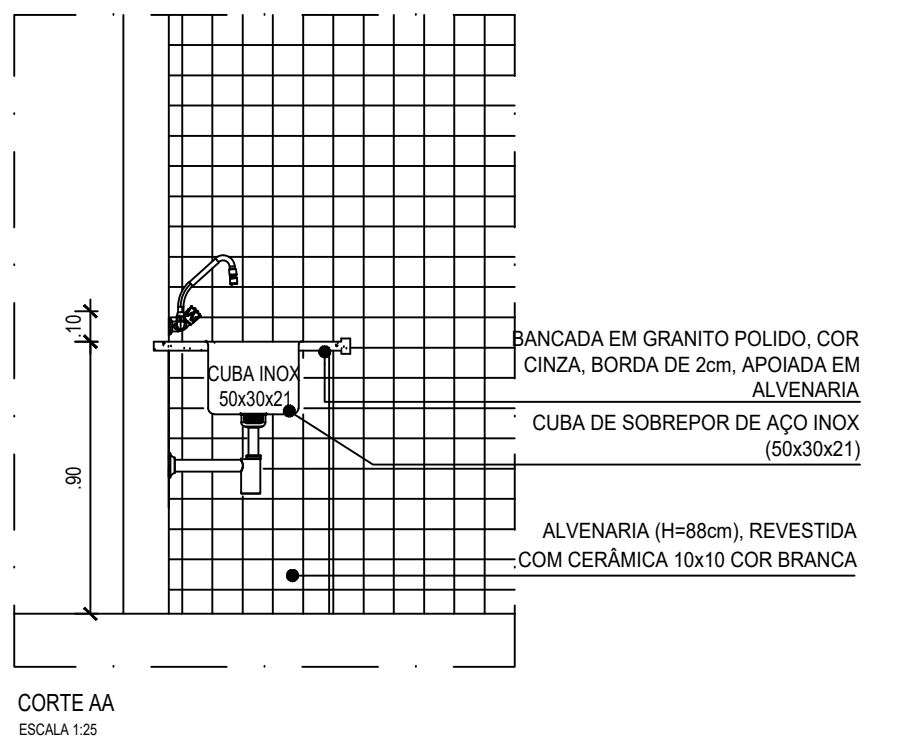 .10
BANCADA EM GRANITO POLIDO, COR
CINZA, BORDA DE 2cm, APOIADA EM
ALVENARIA
CUBA INOX
50x30x21
CUBA DE SOBREPOR DE AÇO INOX
(50x30x21)
.90
ALVENARIA (H=88cm), REVESTIDA
COM CERÂMICA 10x10 COR BRANCA
CORTE AA
ESCALA 1:25